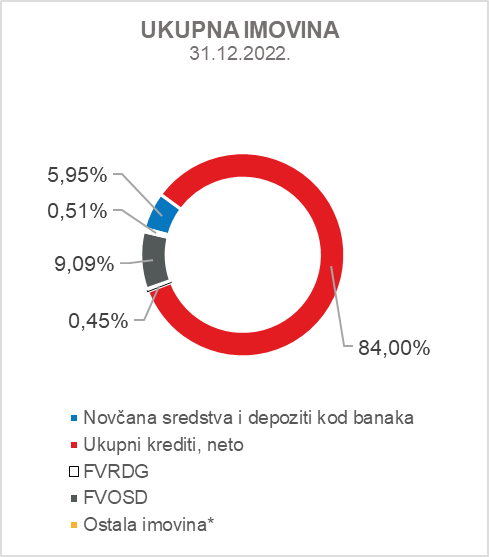 UKUPNA IMOVINA
31.12.2022.
5,95%
0,51%
9,09%
0,45%
84,00%
Novčana sredstva i depoziti kod banaka
Ukupni krediti, neto
FVRDG
FVOSD
Ostala imovina*